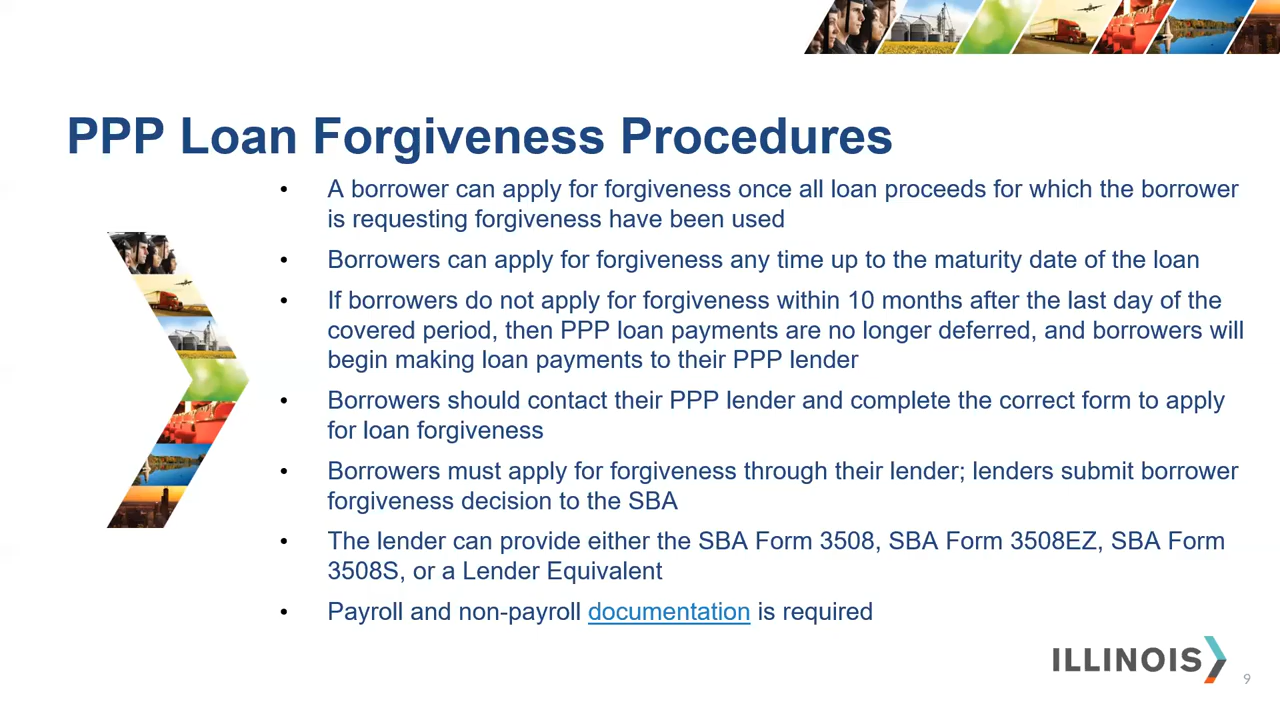 PPP Loan Forgiveness Procedures
• A borrower can apply for forgiveness once all loan proceeds for which the borrower
is requesting forgiveness have been used
• Borrowers can apply for forgiveness any time up to the maturity date of the loan
• If borrowers do not apply for forgiveness within 10 months after the last day of the
covered period, then PPP loan payments are no longer deferred, and borrowers will
begin making loan payments to their PPP lender
• Borrowers should contact their PPP lender and complete the correct form to apply
for loan forgiveness
• Borrowers must apply for forgiveness through their lender; lenders submit borrower
forgiveness decision to the SBA
• The lender can provide either the SBA Form 3508, SBA Form 3508EZ, SBA Form
3508S, or a Lender Equivalent
• Payroll and non-payroll documentation is required
ILLINOIS
9